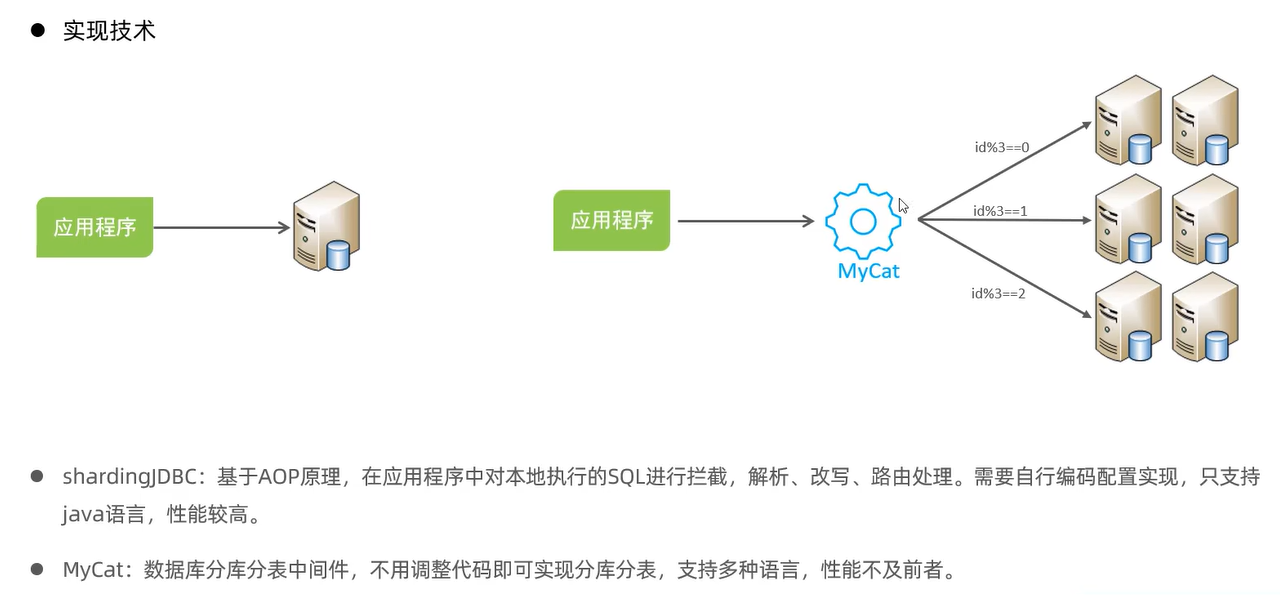 实现技术
应用程序
应用程序
MyCat
id%3==0
id%3==1
id%3==2
shardingJDBC：基于AOP原理，在应用程序中对本地执行的SQL进行拦截，解析、改写、路由处理。需要自行编码配置实现，只支持
java语言，性能较高。
MyCat：数据库分库分表中间件，不用调整代码即可实现分库分表，支持多种语言，性能不及前者。